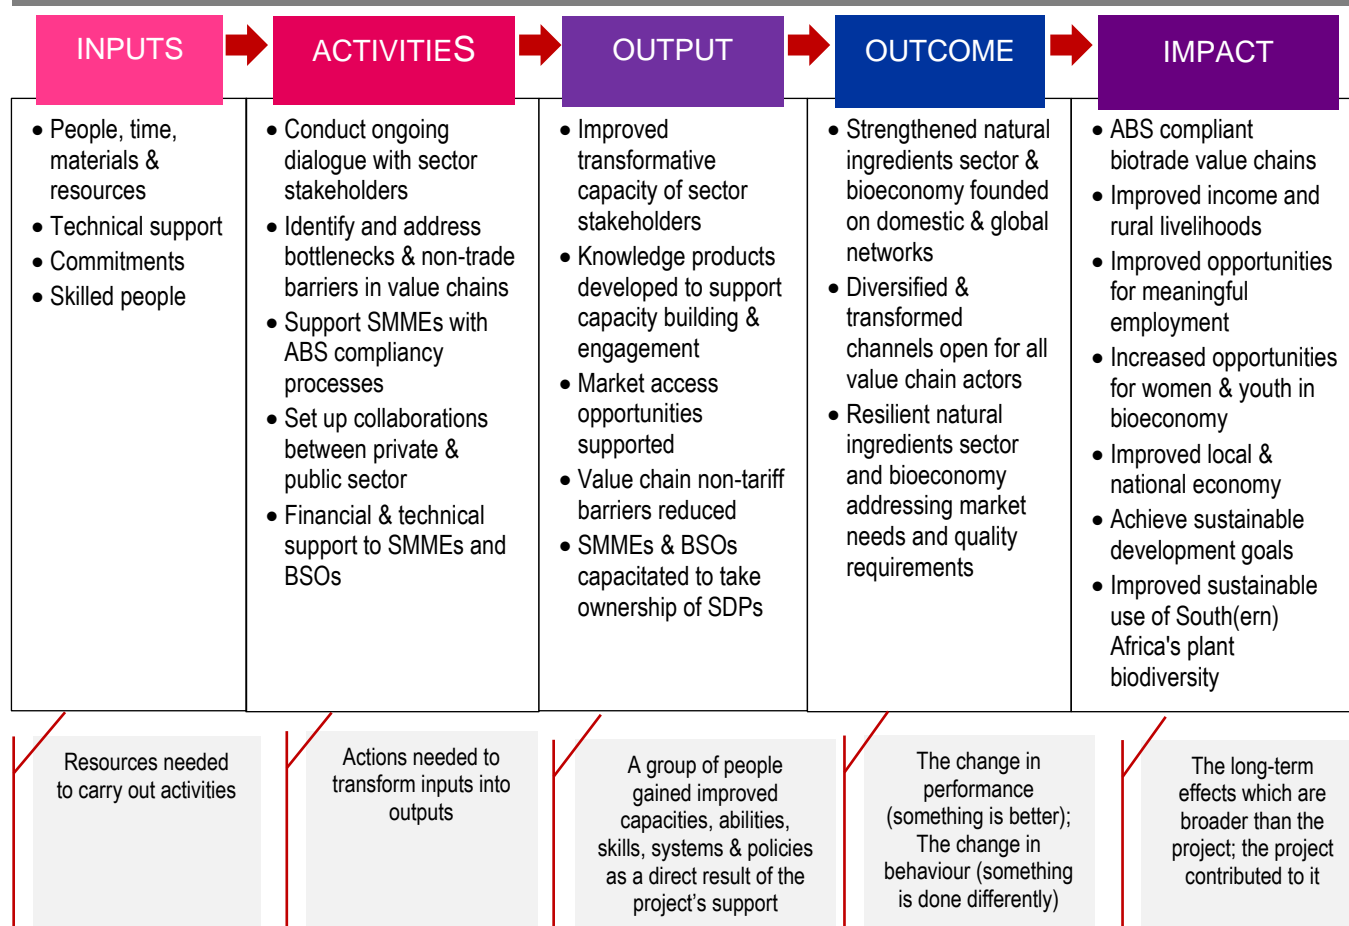 INPUTS
ACTIVITIES
OUTPUT
OUTCOME
IMPACT
• People, time,
materials &
resources
• Technical support
• Commitments
• Skilled people
• Conduct ongoing
dialogue with sector
stakeholders
• Identify and address
bottlenecks & non-trade
barriers in value chains
• Support SMMEs with
ABS compliancy
processes
• Set up collaborations
between private &
public sector
• Financial & technical
support to SMMEs and
BSOs
• Improved
transformative
capacity of sector
stakeholders
• Knowledge products
developed to support
capacity building &
engagement
• Market access
opportunities
supported
• Value chain non-tariff
barriers reduced
• SMMEs & BSOs
capacitated to take
ownership of SDPs
• Strengthened natural
ingredients sector &
bioeconomy founded
on domestic & global
networks
• Diversified &
transformed
channels open for all
value chain actors
• Resilient natural
ingredients sector
and bioeconomy
addressing market
needs and quality
requirements
• ABS compliant
biotrade value chains
• Improved income and
rural livelihoods
• Improved opportunities
for meaningful
employment
• Increased opportunities
for women & youth in
bioeconomy
• Improved local &
national economy
• Achieve sustainable
development goals
• Improved sustainable
use of South(ern)
Africa's plant
biodiversity
Resources needed
to carry out activities
Actions needed to
transform inputs into
outputs
A group of people
gained improved
capacities, abilities,
skills, systems & policies
as a direct result of the
project's support
The change in
performance
(something is better);
The change in
behaviour (something
is done differently)
The long-term
effects which are
broader than the
project; the project
contributed to it